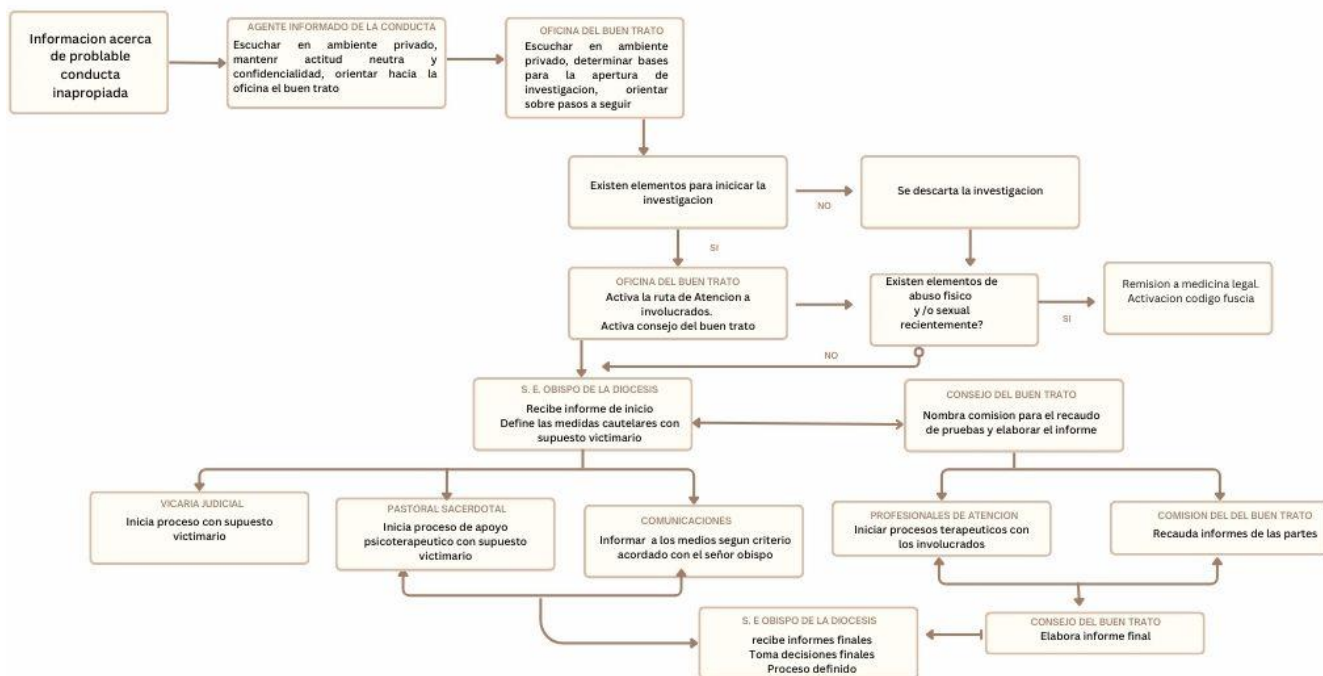 Informacion acerca
de problable
conducta
inapropiada
AGENTE INFORMADO DE LA CONDUCTA
Escuchar en ambiente privado,
mantenr actitud neutra y
confidencialidad, orientar hacia la
oficina el buen trato
OFICINA DEL BUEN TRATO
Escuchar en ambiente
privado, determinar bases
para la apertura de
investigacion, orientar
sobre pasos a seguir
Existen elementos para inicicar la
investigacion
NO
Se descarta la investigacion
SI
OFICINA DEL BUEN TRATO
Activa la ruta de Atencion a
involucrados.
Activa consejo del buen trato
Existen elementos de
abuso fisico
y /o sexual
recientemente?
SI
Remision a medicina legal.
Activacion codigo fuscia
NO
S. E. OBISPO DE LA DIOCESIS
Recibe informe de inicio
Define las medidas cautelares con
supuesto victimario
CONSEJO DEL BUEN TRATO
Nombra comision para el recaudo
de pruebas y elaborar el informe
VICARIA JUDICIAL
Inicia proceso con supuesto
victimario
PASTORAL SACERDOTAL
Inicia proceso de apoyo
psicoterapeutico con supuesto
victimario
COMUNICACIONES
Informar a los medios segun criterio
acordado con el señor obispo
PROFESIONALES DE ATENCION
Iniciar procesos terapeuticos con
los involucrados
COMISION DEL DEL BUEN TRATO
Recauda informes de las partes
S. E OBISPO DE LA DIOCESIS
recibe informes finales
Toma decisiones finales
Proceso definido
CONSEJO DEL BUEN TRATO
Elabora informe final